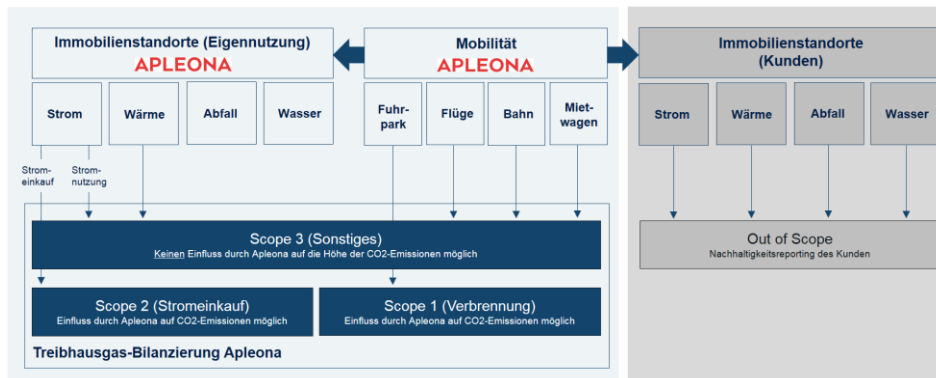 Immobilienstandorte (Eigennutzung)
APLEONA
Mobilität
APLEONA
Immobilienstandorte
(Kunden)
Strom
Wärme
Abfall
Wasser
Fuhr-
park
Flüge
Bahn
Miet-
wagen
Strom
Wärme
Abfall
Wasser
Strom-
einkauf
Strom-
nutzung
Scope 3 (Sonstiges)
Keinen Einfluss durch Apleona auf die Höhe der CO2-Emissionen möglich
Out of Scope
Nachhaltigkeitsreporting des Kunden
Scope 2 (Stromeinkauf)
Einfluss durch Apleona auf CO2-Emissionen möglich
Scope 1 (Verbrennung)
Einfluss durch Apleona auf CO2-Emissionen möglich
Treibhausgas-Bilanzierung Apleona